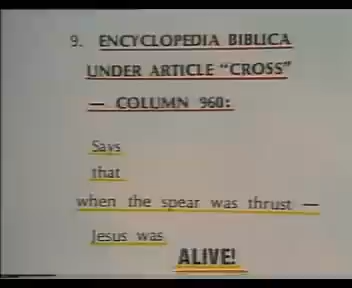 9. ENCYCLOPEDIA BIBLICA
UNDER ARTICLE "CROSS"
— COLUMN 960:
Says
that
when the spear was thrust —
Jesus was
ALIVE!